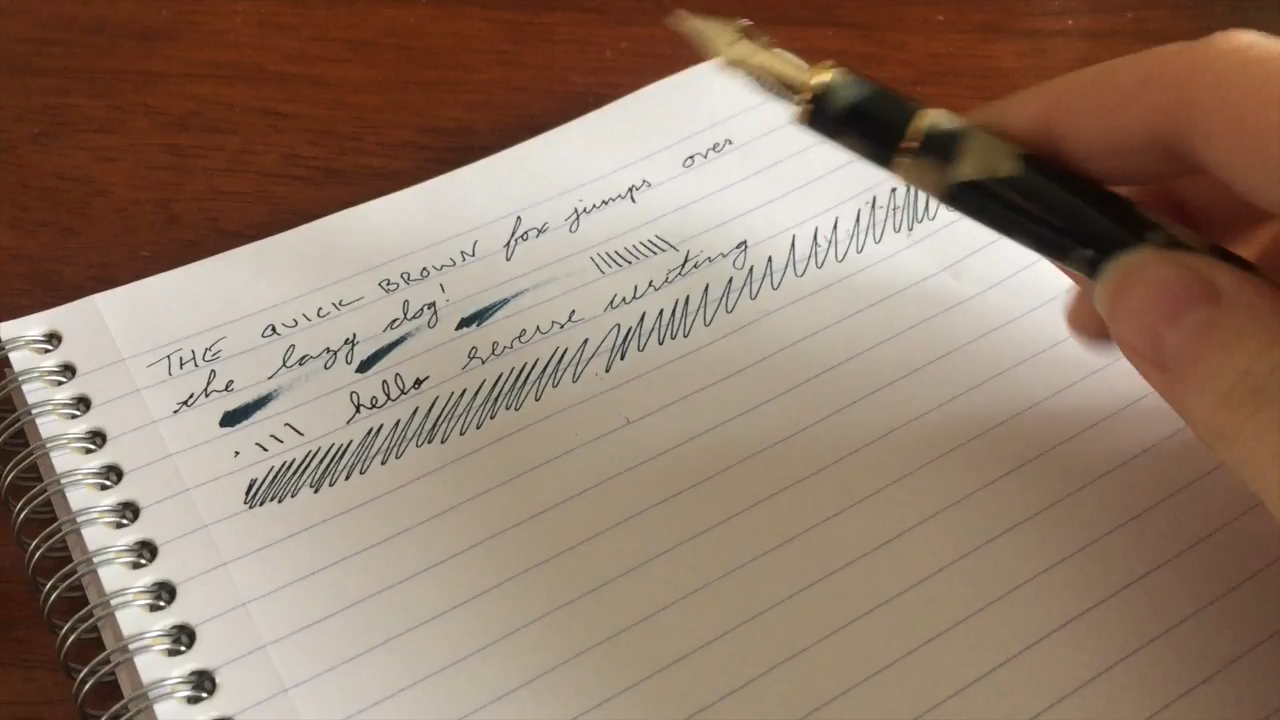 THE QUICK BROWN fox jumps over
the lazy dog!
hello reverse writing